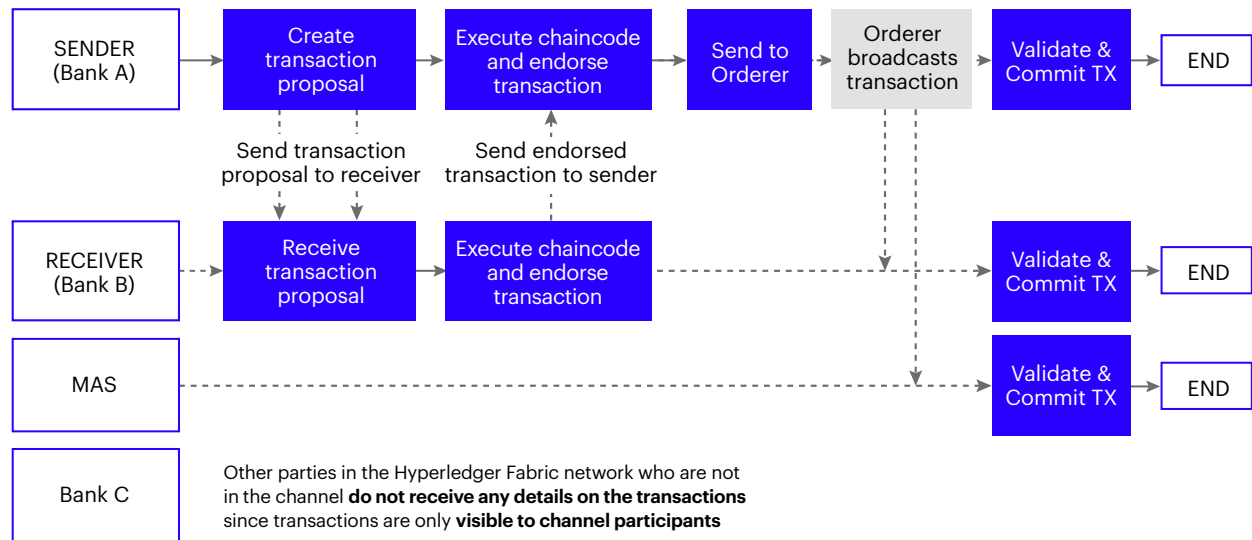 SENDER
(Bank A)
Create
transaction
proposal
Execute chaincode
and endorse
transaction
Send to
Orderer
Orderer
broadcasts
transaction
Validate &
Commit TX
END
Send transaction
proposal to receiver
Send endorsed
transaction to sender
RECEIVER
(Bank B)
Receive
transaction
proposal
Execute chaincode
and endorse
transaction
Validate &
Commit TX
END
MAS
Validate &
Commit TX
END
Bank C
Other parties in the Hyperledger Fabric network who are not
in the channel do not receive any details on the transactions
since transactions are only visible to channel participants